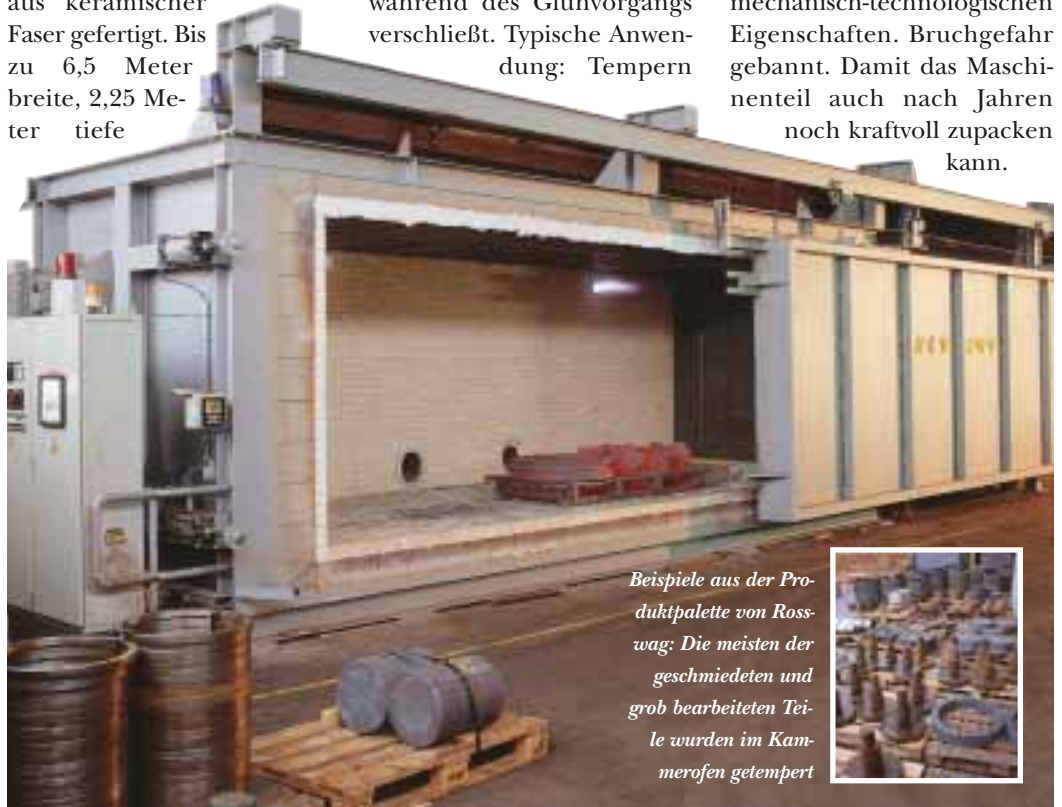 aus keramischer
Faser gefertigt. Bis
zu 6,5 Meter
breite, 2,25 Me-
ter tiefe
während des Glühvorgangs
verschließt. Typische Anwen-
dung: Tempern
mechanisch-technologischen
Eigenschaften. Bruchgefahr
gebannt. Damit das Maschi-
nenteil auch nach Jahren
noch kraftvoll zupacken
kann.
Beispiele aus der Pro-
duktpalette von Ross-
wag: Die meisten der
geschmiedeten und
grob bearbeiteten Tei-
le wurden im Kam-
merofen getempert